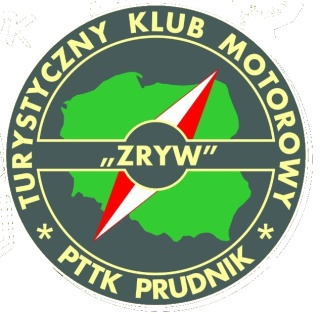 TURYSTYCZNY KLUB MOTOROWY
„ZRYW”
* PTTK PRUDNIK *